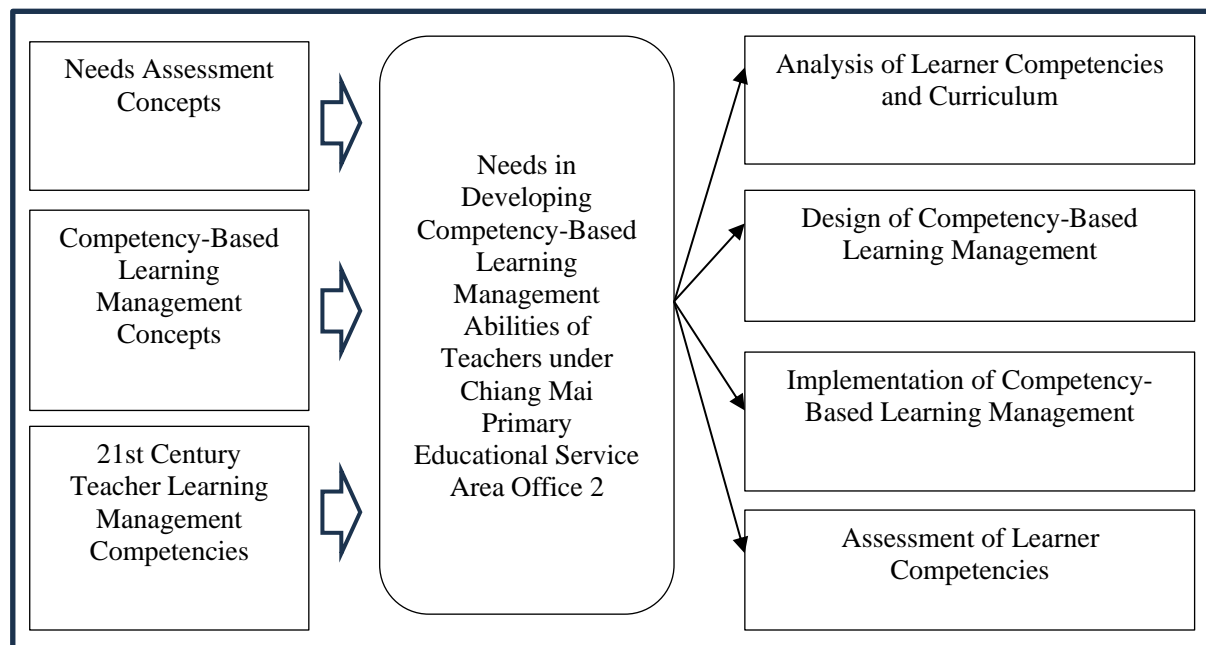 Needs Assessment
Concepts
Competency-Based
Learning
Management
Concepts
21st Century
Teacher Learning
Management
Competencies
Needs in
Developing
Competency-Based
Learning
Management
Abilities of
Teachers under
Chiang Mai
Primary
Educational Service
Area Office 2
Analysis of Learner Competencies
and Curriculum
Design of Competency-Based
Learning Management
Implementation of Competency-
Based Learning Management
Assessment of Learner
Competencies